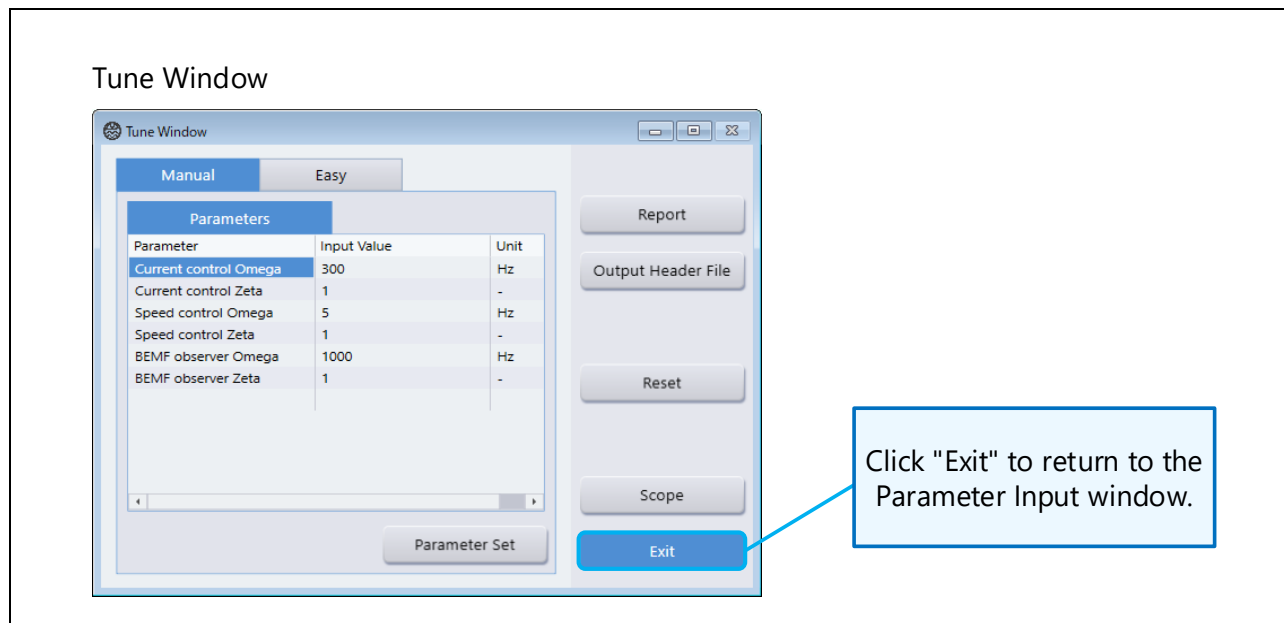 Tune Window
Tune Window
Manual Easy
Parameters
Parameter Input Value Unit
Current control Omega 300 Hz
Current control Zeta 1 -
Speed control Omega 5 Hz
Speed control Zeta 1 -
BEMF observer Omega 1000 Hz
BEMF observer Zeta 1 -
Parameter Set
Report
Output Header File
Reset
Scope
Exit
Click "Exit" to return to the
Parameter Input window.